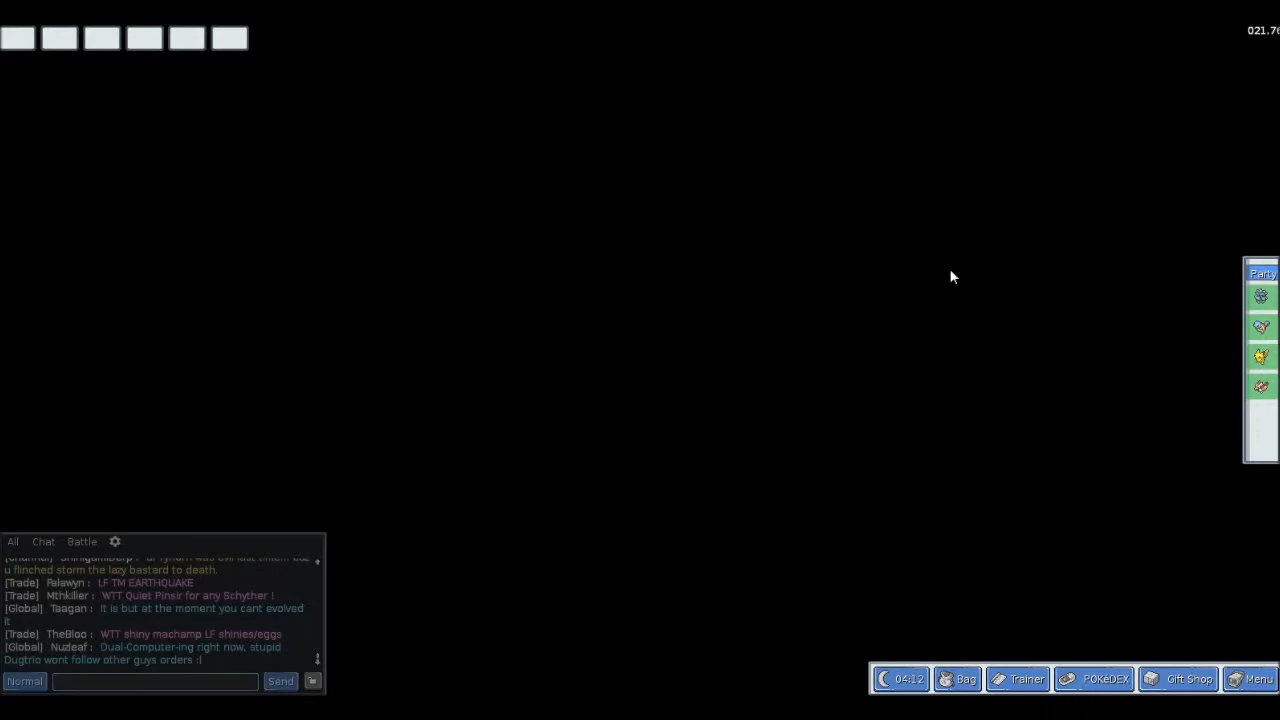 021.76
Party
All Chat Battle
u flinched storm the lazy bastard to death.
[Trade] Palawyn : LF TM EARTHQUAKE
[Trade] Mthkiller : WTT Quiet Pinsir for any Schyther !
[Global] Taagan : It is but at the moment you cant evolved
it
[Trade] TheBloo : WTT shiny machamp LF shinies/eggs
[Global] Nuzleaf : Dual-Computer-ing right now, stupid
Dugtrio wont follow other guys orders :l
Normal Send
04:12 Bag Trainer POKéDEX Gift Shop Menu